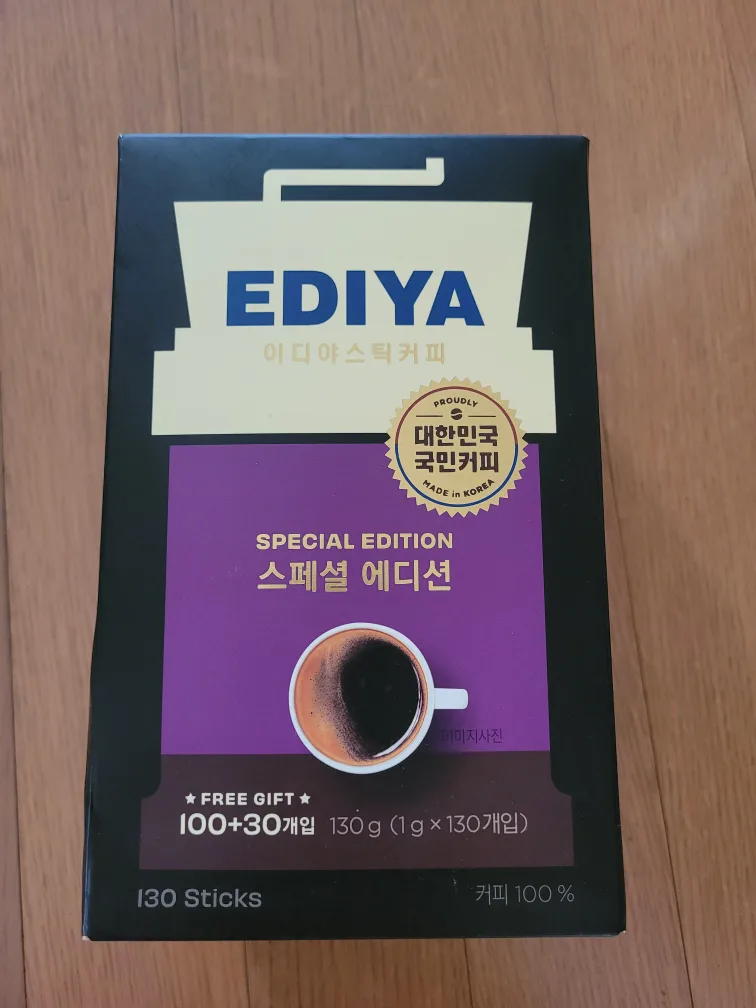 EDIYA
이디야스틱커피
PROUDLY
대한민국
국민커피
MADE in KOREA
SPECIAL EDITION
스페셜 에디션
이미지사진
★ FREE GIFT ★
100+30개입 130 g (1 g × 130개입)
130 Sticks
커피 100 %